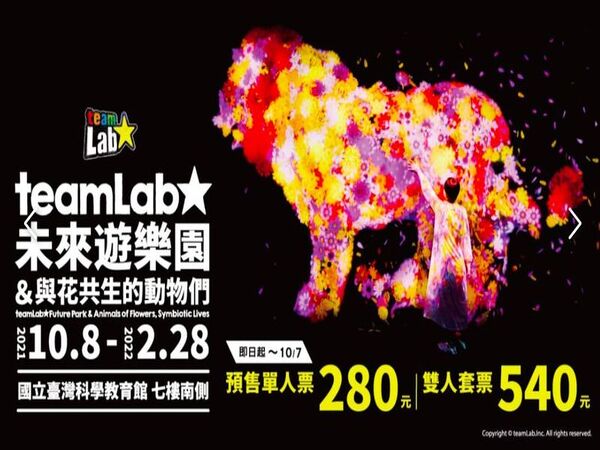 team
Lab★
teamLab★
未來遊樂園
&與花共生的動物們
teamLab★Future Park & Animals of Flowers, Symbiotic Lives
2021 10.8 - 2022 2.28
國立臺灣科學教育館 七樓南側
即日起～10/7
預售單人票 280元 | 雙人套票 540元
Copyright © teamLab.Inc. All rights reserved.